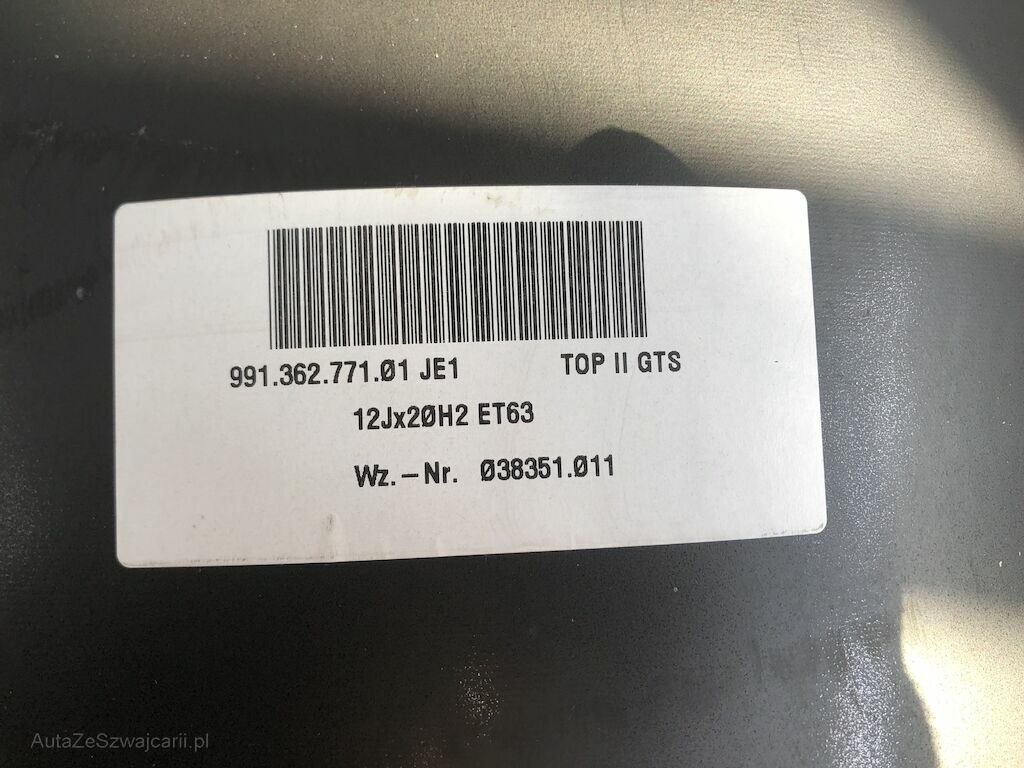 991.362.771.Ø1 JE1 TOP II GTS
12Jx2ØH2 ET63
Wz.–Nr. Ø38351.Ø11
AutaZeSzwajcarii.pl